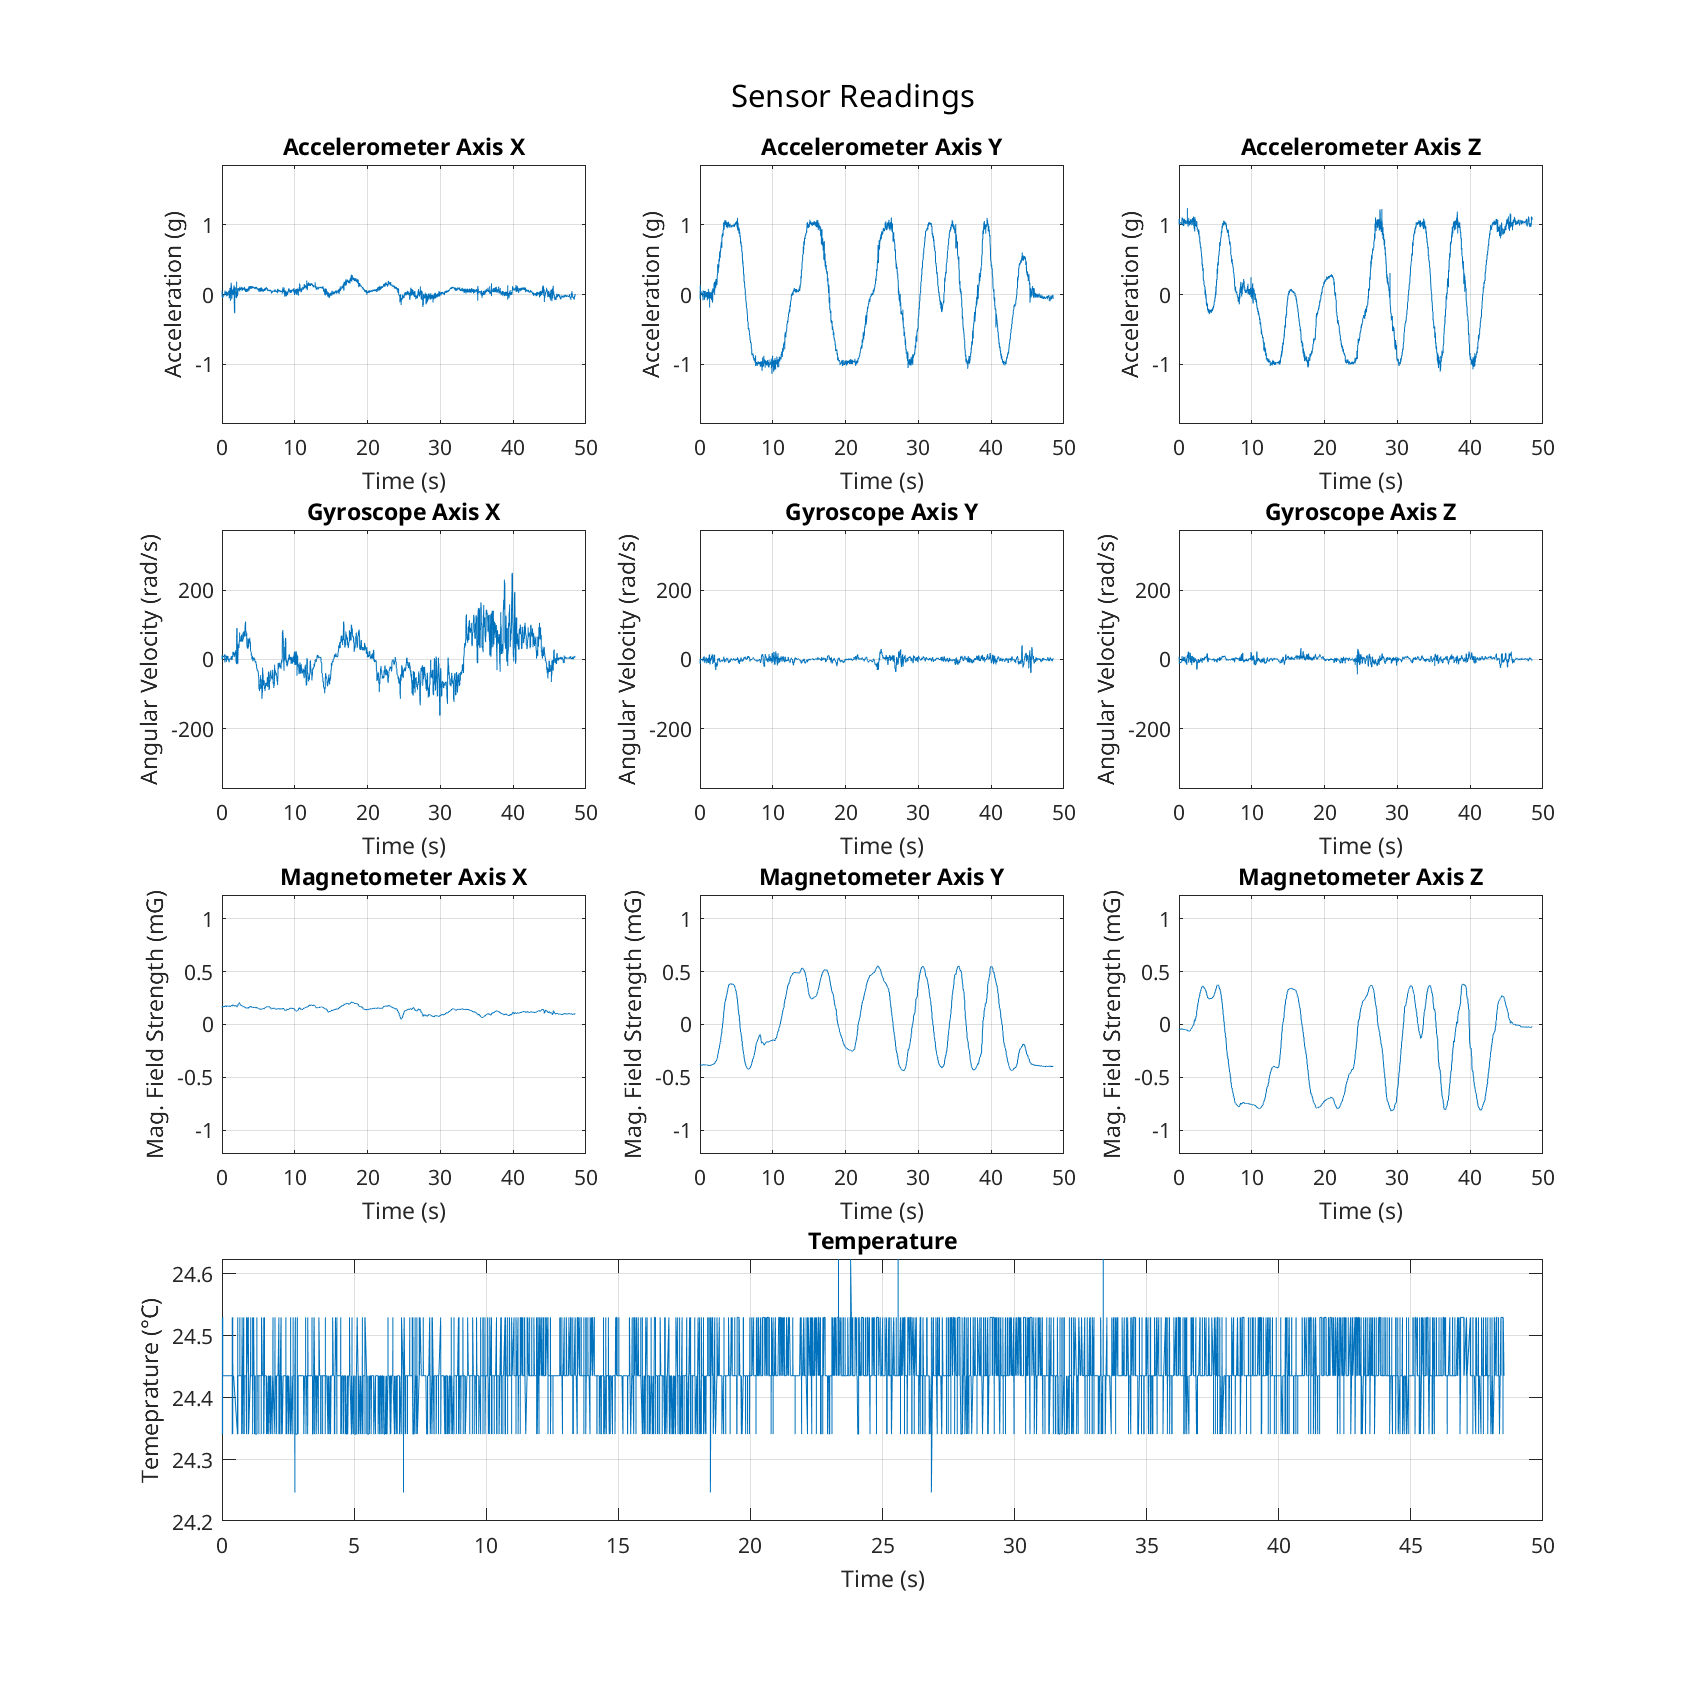 Sensor Readings
Accelerometer Axis X
Acceleration (g)
1
0
-1
0 10 20 30 40 50
Time (s)
Accelerometer Axis Y
Acceleration (g)
1
0
-1
0 10 20 30 40 50
Time (s)
Accelerometer Axis Z
Acceleration (g)
1
0
-1
0 10 20 30 40 50
Time (s)
Gyroscope Axis X
Angular Velocity (rad/s)
200
0
-200
0 10 20 30 40 50
Time (s)
Gyroscope Axis Y
Angular Velocity (rad/s)
200
0
-200
0 10 20 30 40 50
Time (s)
Gyroscope Axis Z
Angular Velocity (rad/s)
200
0
-200
0 10 20 30 40 50
Time (s)
Magnetometer Axis X
Mag. Field Strength (mG)
1
0.5
0
-0.5
-1
0 10 20 30 40 50
Time (s)
Magnetometer Axis Y
Mag. Field Strength (mG)
1
0.5
0
-0.5
-1
0 10 20 30 40 50
Time (s)
Magnetometer Axis Z
Mag. Field Strength (mG)
1
0.5
0
-0.5
-1
0 10 20 30 40 50
Time (s)
Temperature
Temeprature (°C)
24.6
24.5
24.4
24.3
24.2
0 5 10 15 20 25 30 35 40 45 50
Time (s)